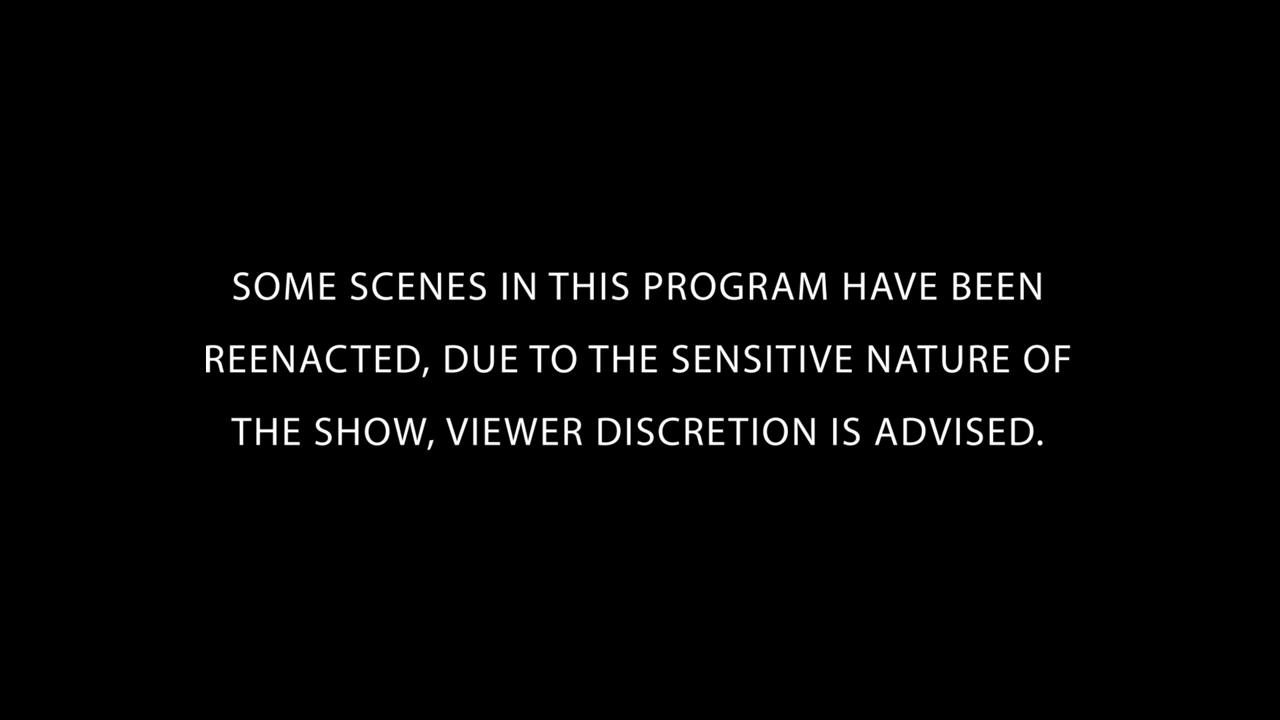 SOME SCENES IN THIS PROGRAM HAVE BEEN
REENACTED, DUE TO THE SENSITIVE NATURE OF
THE SHOW, VIEWER DISCRETION IS ADVISED.